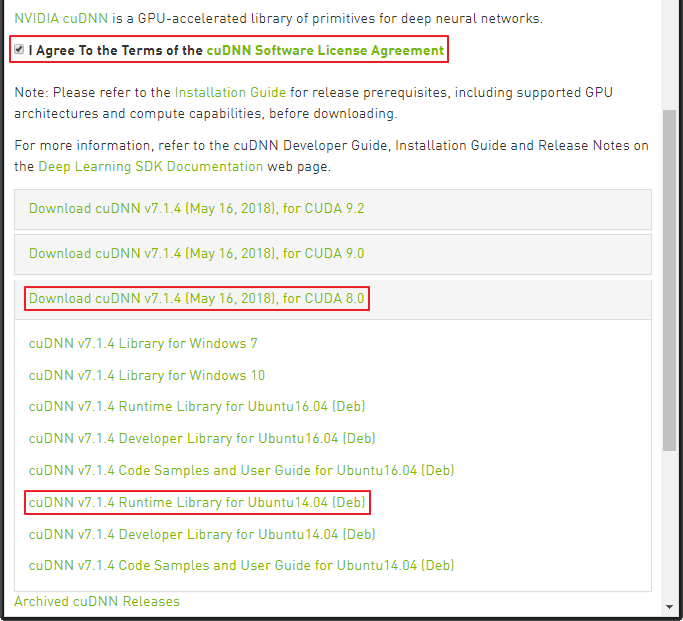 NVIDIA cuDNN is a GPU-accelerated library of primitives for deep neural networks.
I Agree To the Terms of the cuDNN Software License Agreement
Note: Please refer to the Installation Guide for release prerequisites, including supported GPU
architectures and compute capabilities, before downloading.
For more information, refer to the cuDNN Developer Guide, Installation Guide and Release Notes on
the Deep Learning SDK Documentation web page.
Download cuDNN v7.1.4 (May 16, 2018), for CUDA 9.2
Download cuDNN v7.1.4 (May 16, 2018), for CUDA 9.0
Download cuDNN v7.1.4 (May 16, 2018), for CUDA 8.0
cuDNN v7.1.4 Library for Windows 7
cuDNN v7.1.4 Library for Windows 10
cuDNN v7.1.4 Runtime Library for Ubuntu16.04 (Deb)
cuDNN v7.1.4 Developer Library for Ubuntu16.04 (Deb)
cuDNN v7.1.4 Code Samples and User Guide for Ubuntu16.04 (Deb)
cuDNN v7.1.4 Runtime Library for Ubuntu14.04 (Deb)
cuDNN v7.1.4 Developer Library for Ubuntu14.04 (Deb)
cuDNN v7.1.4 Code Samples and User Guide for Ubuntu14.04 (Deb)
Archived cuDNN Releases